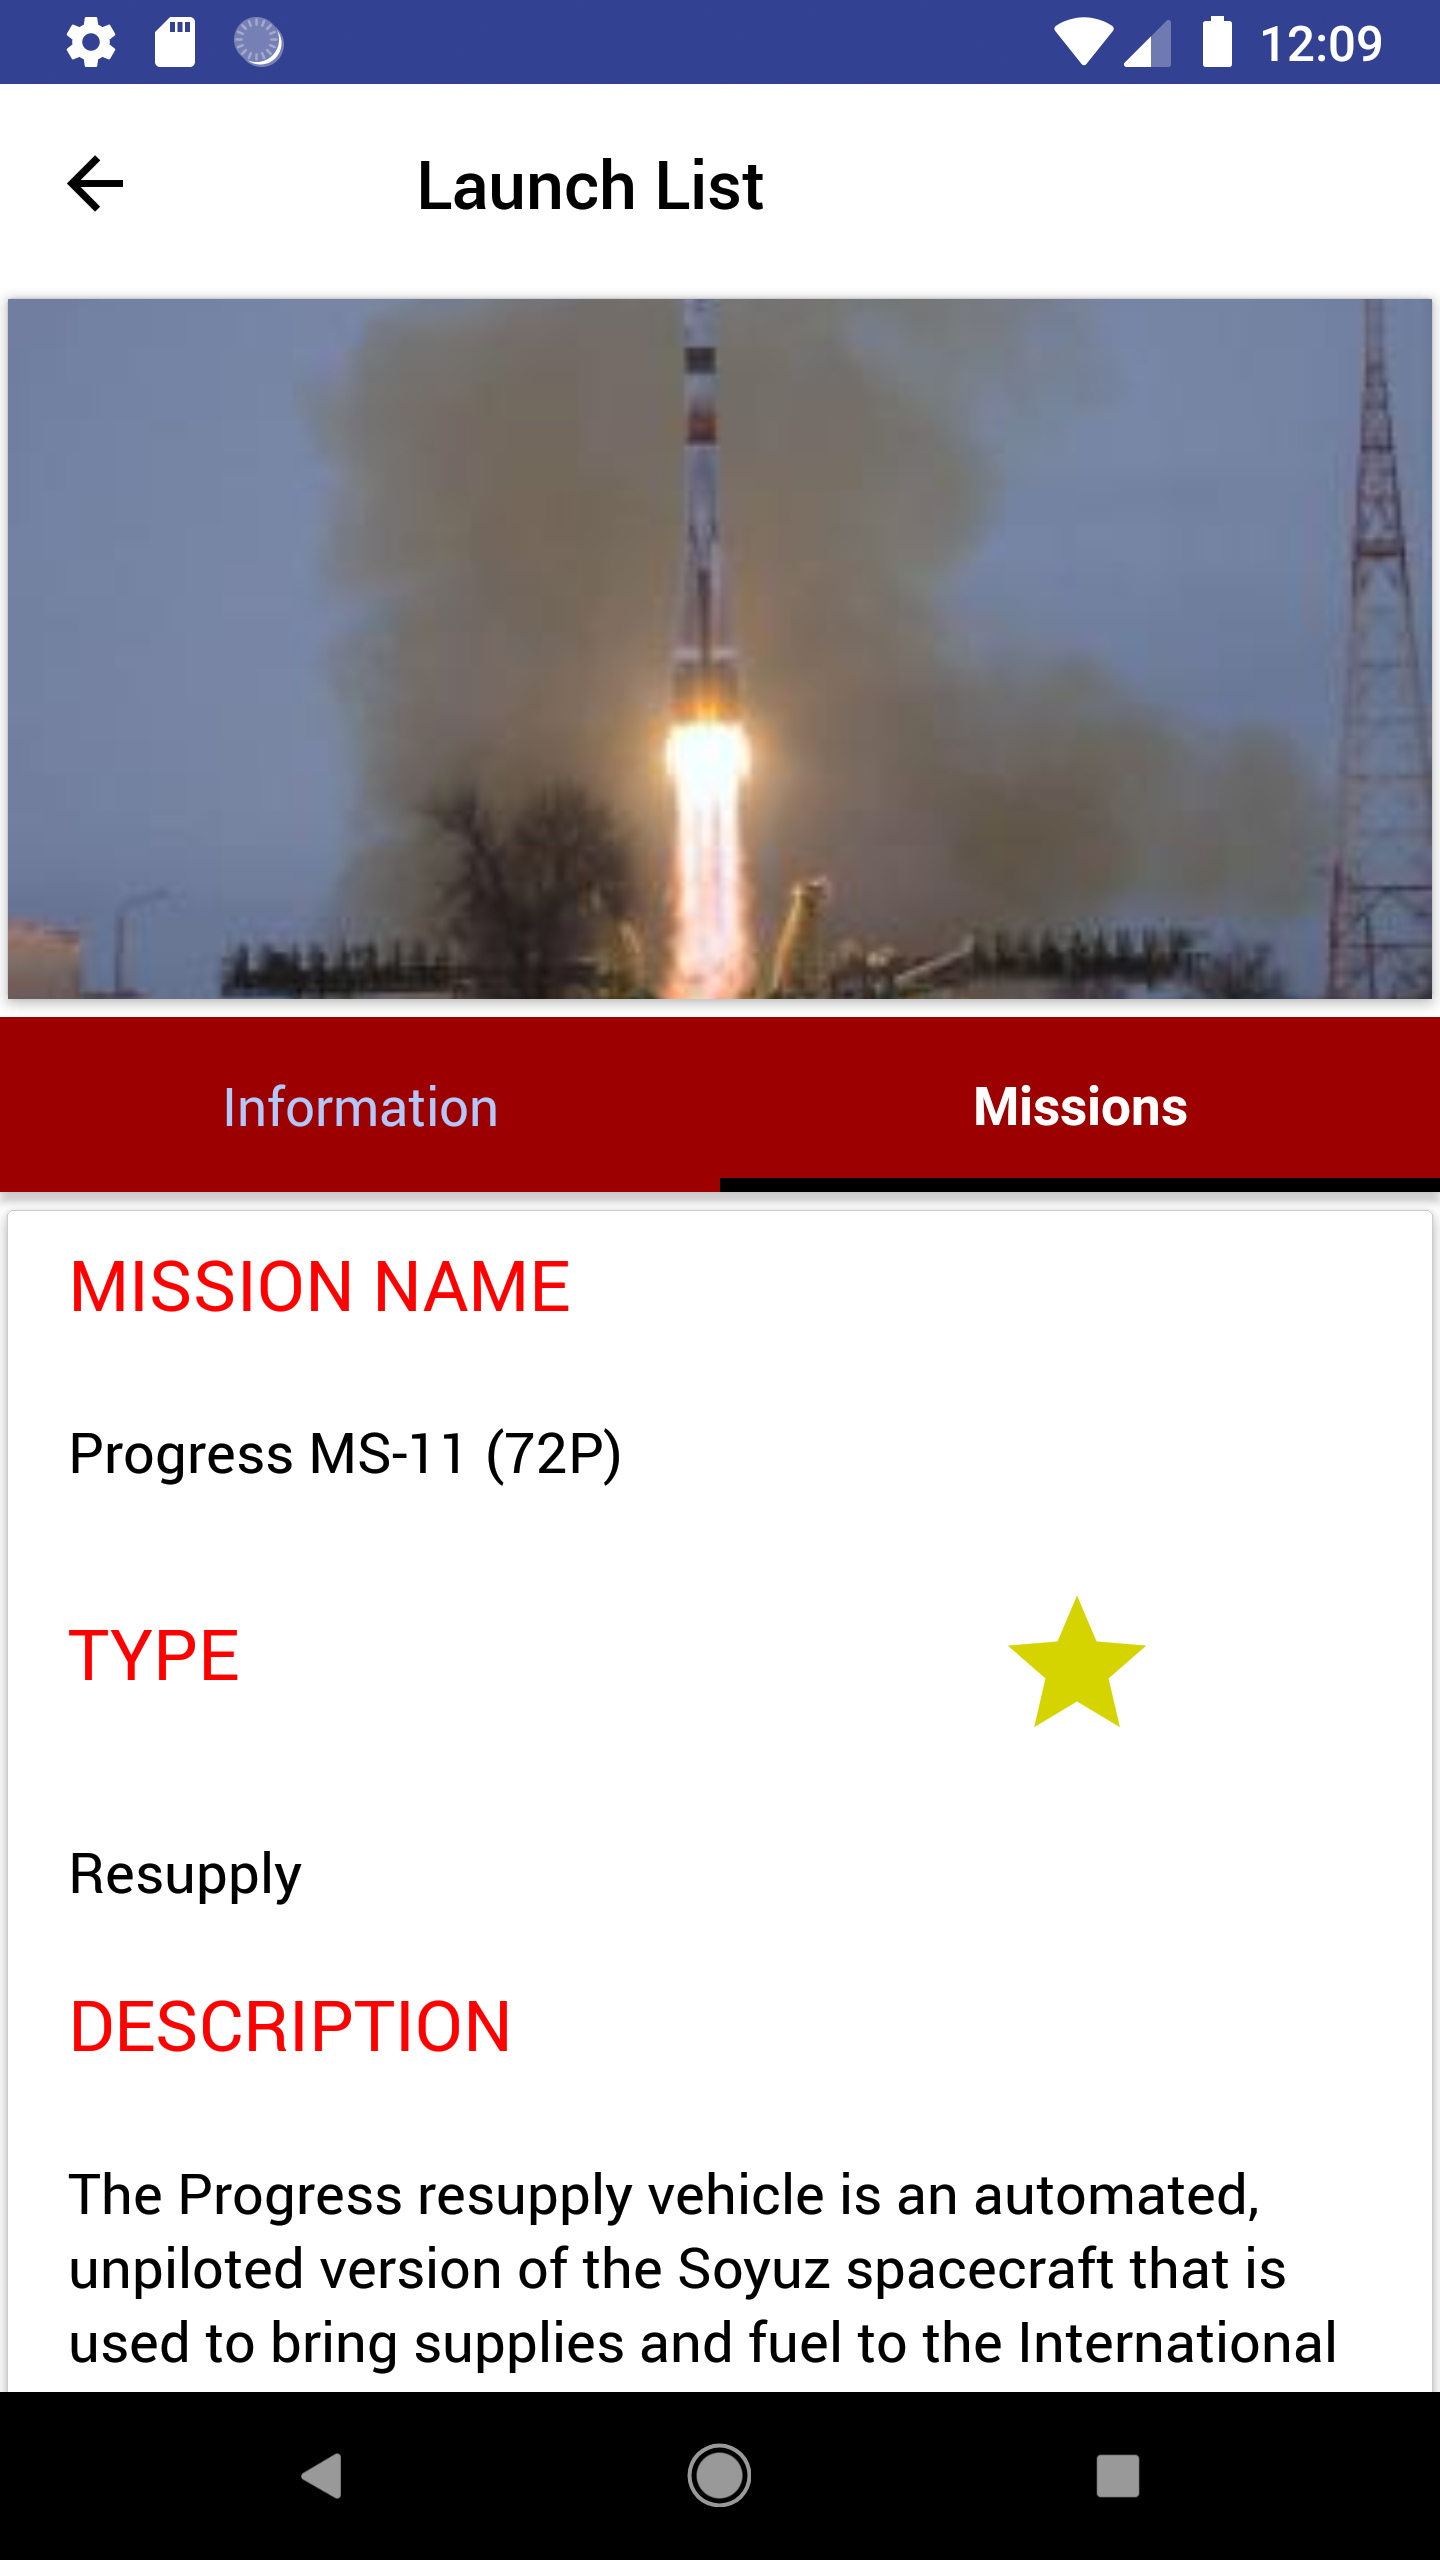 12:09
Launch List
Information
Missions
MISSION NAME
Progress MS-11 (72P)
TYPE
Resupply
DESCRIPTION
The Progress resupply vehicle is an automated,
unpiloted version of the Soyuz spacecraft that is
used to bring supplies and fuel to the International